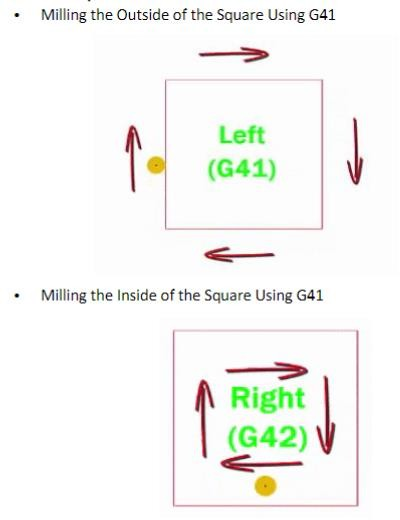 • Milling the Outside of the Square Using G41
Left
(G41)
• Milling the Inside of the Square Using G41
Right
(G42)